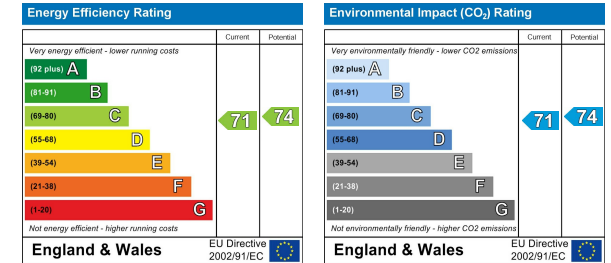 Energy Efficiency Rating
Current Potential
Very energy efficient - lower running costs
(92 plus) A
(81-91) B
(69-80) C
(55-68) D
(39-54) E
(21-38) F
(1-20) G
71 74
Not energy efficient - higher running costs
England & Wales
EU Directive
2002/91/EC
Environmental Impact (CO₂) Rating
Current Potential
Very environmentally friendly - lower CO2 emissions
(92 plus) A
(81-91) B
(69-80) C
(55-68) D
(39-54) E
(21-38) F
(1-20) G
71 74
Not environmentally friendly - higher CO2 emissions
England & Wales
EU Directive
2002/91/EC